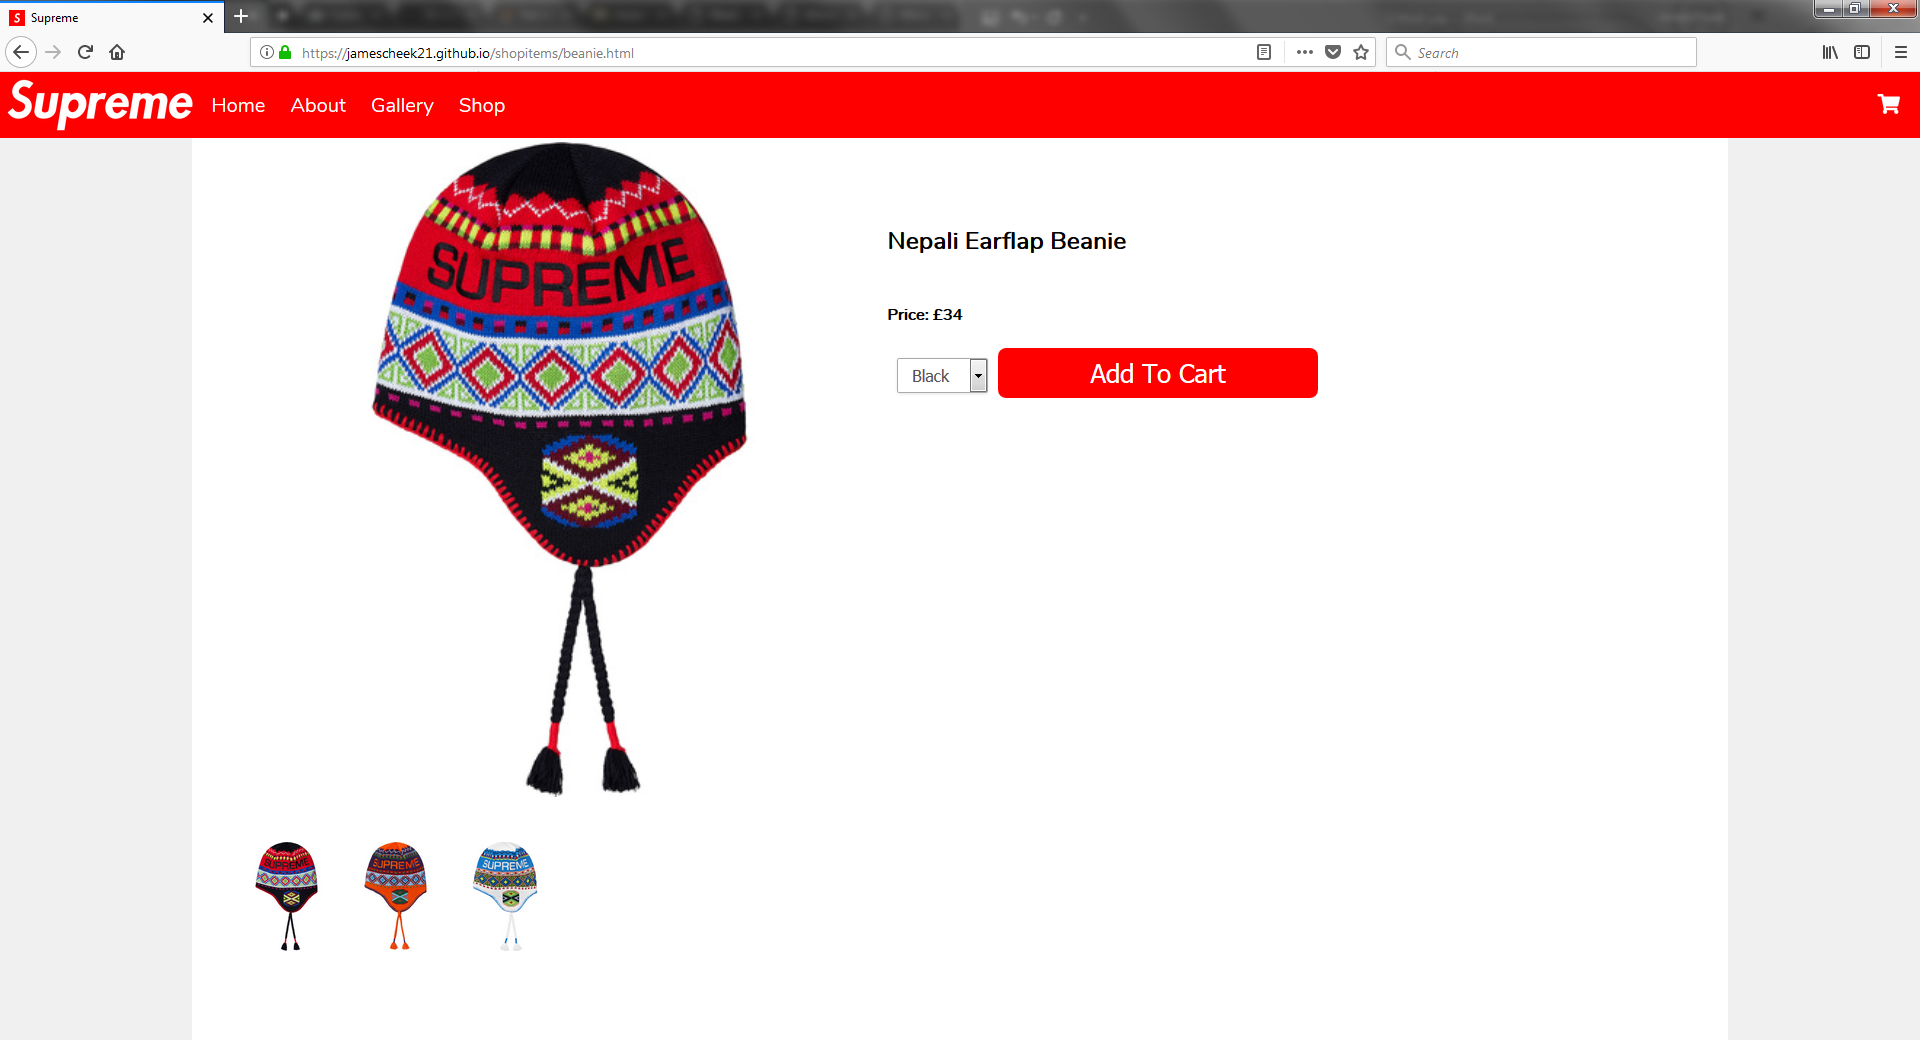 Supreme
https://jamescheek21.github.io/shopitems/beanie.html
Search
Supreme Home About Gallery Shop
SUPREME
Nepali Earflap Beanie
Price: £34
Black
Add To Cart
SUPREME
SUPREME
SUPREME